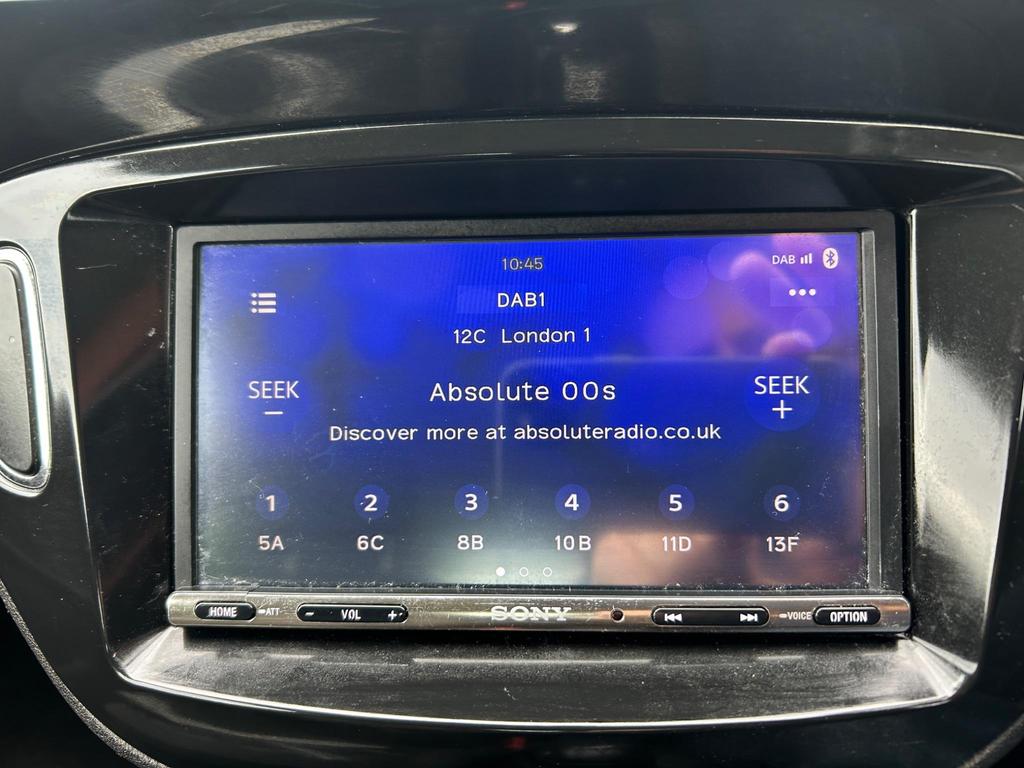 10:45
DAB
DAB1
12C London 1
SEEK
−
Absolute 00s
SEEK
+
Discover more at absoluteradio.co.uk
1 2 3 4 5 6
5A 6C 8B 10B 11D 13F
HOME ATT − VOL + SONY VOICE OPTION